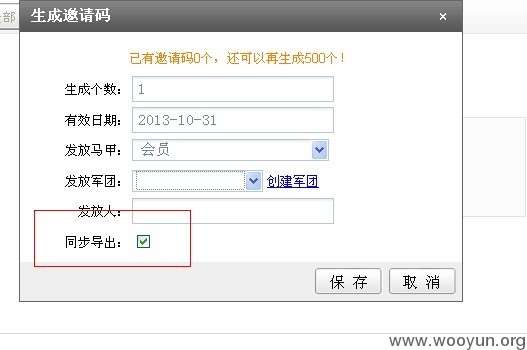 全部
生成邀请码 ×
已有邀请码0个，还可以再生成500个！
生成个数： 1
有效日期： 2013-10-31
发放马甲： 会员
发放军团： 创建军团
发放人：
同步导出：
保 存 取 消
www.wooyun.org